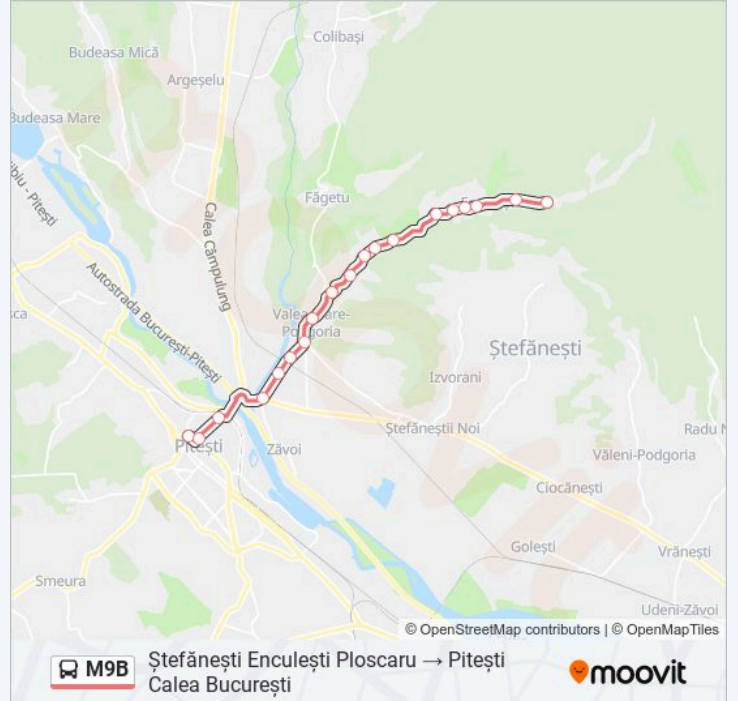 Colibași
Budeasa Mică
Argeșelu
Budeasa Mare
Sibiu - Pitești
Făgetu
Calea Câmpulung
Autostrada București-Pitești
Valea Mare-
Podgoria
Ștefănești
Izvorani
Ștefăneștii Noi
Radu N
Pitești
Zăvoi
Văleni-Podgoria
Ciocănești
Golești
Vrănești
Smeura
Udeni-Zăvoi
© OpenStreetMap contributors | © OpenMapTiles
M9B
Ștefănești Enculești Ploscaru → Pitești
Calea București
moovit